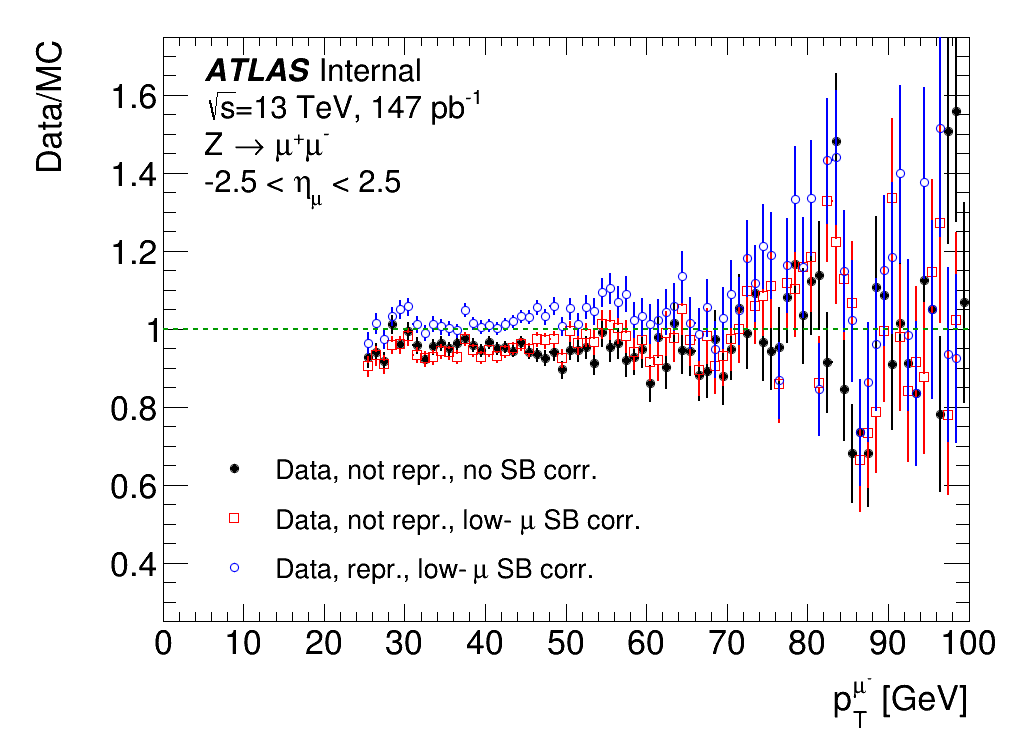 Data/MC
ATLAS Internal
√s=13 TeV, 147 pb⁻¹
Z → μ⁺μ⁻
-2.5 < ημ < 2.5
1.6
1.4
1.2
1
0.8
0.6
0.4
Data, not repr., no SB corr.
Data, not repr., low- μ SB corr.
Data, repr., low- μ SB corr.
0 10 20 30 40 50 60 70 80 90 100
p_T^μ⁻ [GeV]